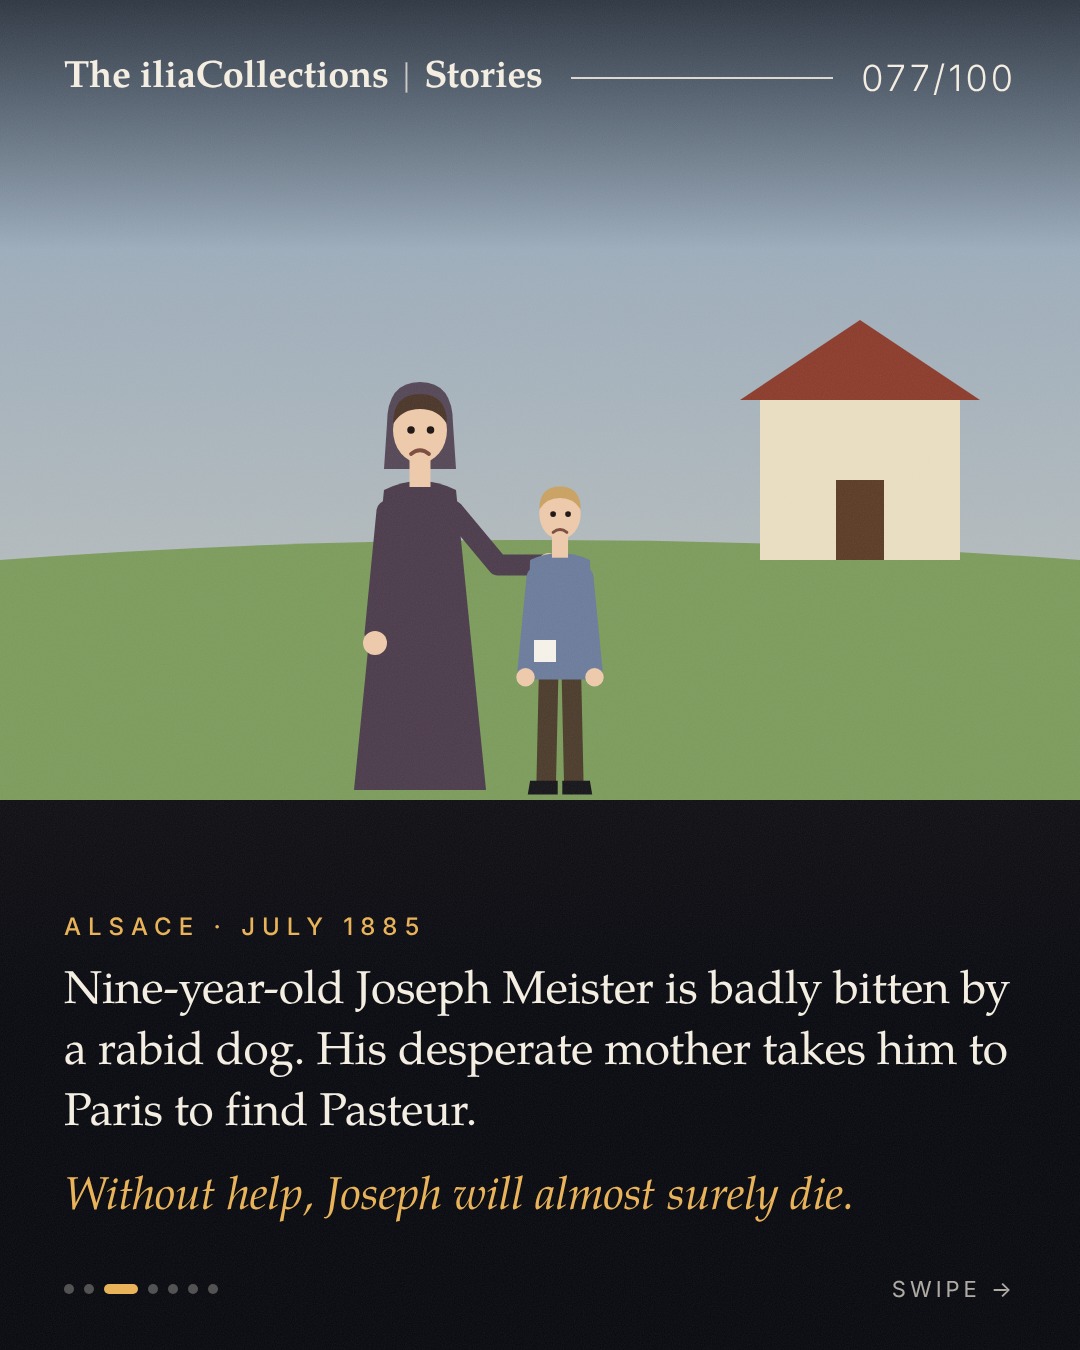 The iliaCollections | Stories 077/100
ALSACE · JULY 1885
Nine-year-old Joseph Meister is badly bitten by
a rabid dog. His desperate mother takes him to
Paris to find Pasteur.
Without help, Joseph will almost surely die.
SWIPE →